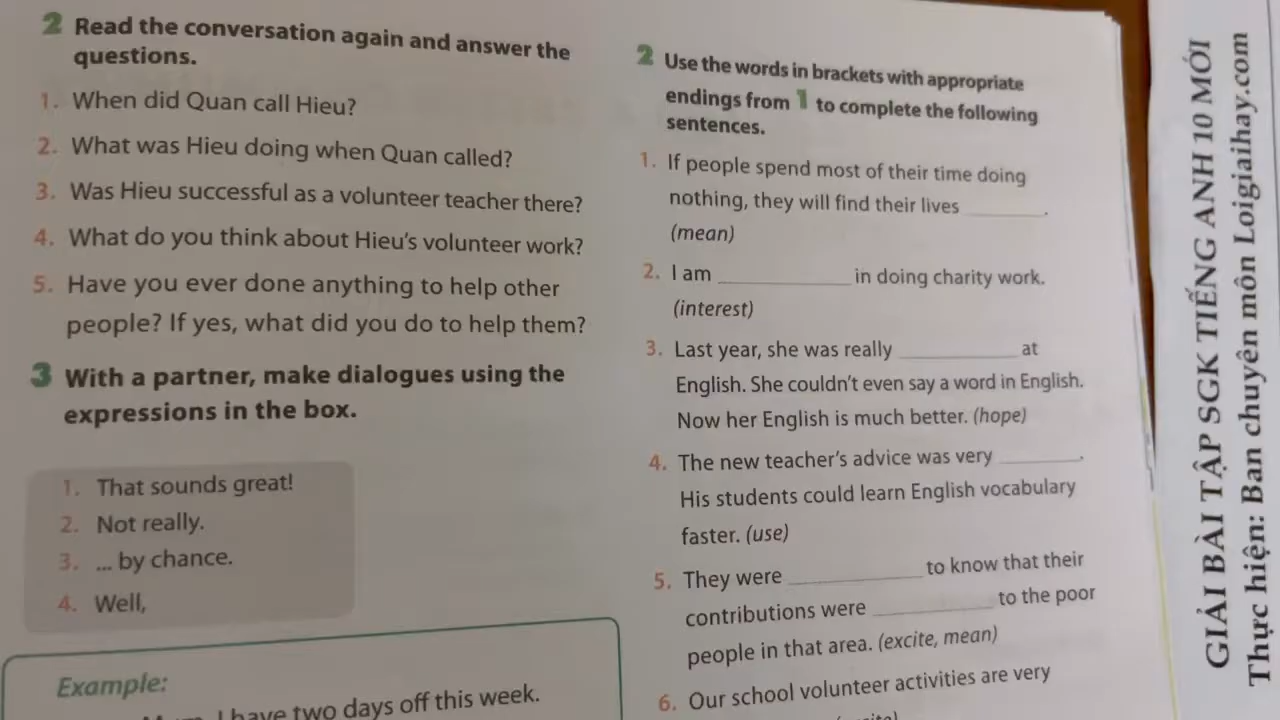 2 Read the conversation again and answer the
questions.
1. When did Quan call Hieu?
2. What was Hieu doing when Quan called?
3. Was Hieu successful as a volunteer teacher there?
4. What do you think about Hieu's volunteer work?
5. Have you ever done anything to help other
people? If yes, what did you do to help them?
3 With a partner, make dialogues using the
expressions in the box.
1. That sounds great!
2. Not really.
3. ... by chance.
4. Well,
Example:
I have two days off this week.
2 Use the words in brackets with appropriate
endings from 1 to complete the following
sentences.
1. If people spend most of their time doing
nothing, they will find their lives ________.
(mean)
2. I am ____________ in doing charity work.
(interest)
3. Last year, she was really ___________ at
English. She couldn't even say a word in English.
Now her English is much better. (hope)
4. The new teacher's advice was very ________.
His students could learn English vocabulary
faster. (use)
5. They were ____________ to know that their
contributions were ___________ to the poor
people in that area. (excite, mean)
6. Our school volunteer activities are very
GIẢI BÀI TẬP SGK TIẾNG ANH 10 MỚI
Thực hiện: Ban chuyên môn Loigiaihay.com